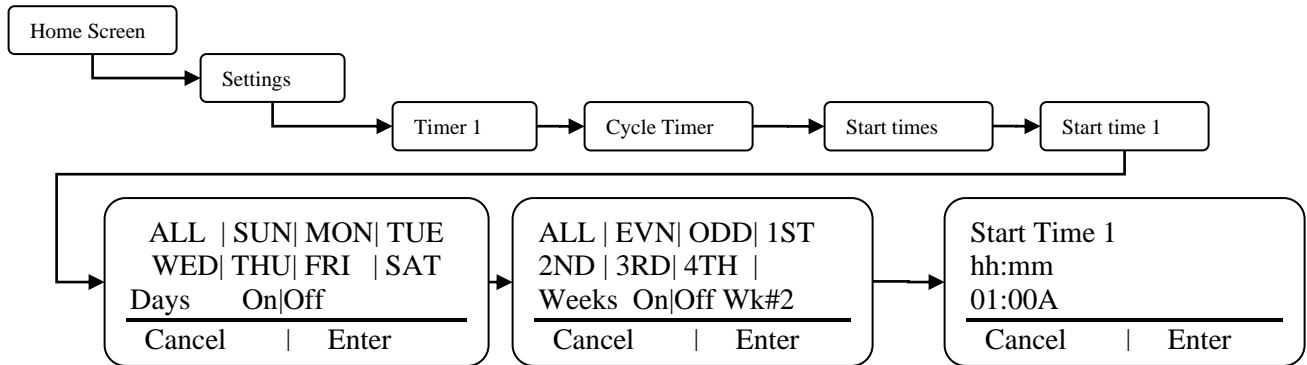 Home Screen
Settings
Timer 1
Cycle Timer
Start times
Start time 1
ALL | SUN| MON| TUE
WED| THU| FRI | SAT
Days On|Off
Cancel | Enter
ALL | EVN| ODD| 1ST
2ND | 3RD| 4TH |
Weeks On|Off Wk#2
Cancel | Enter
Start Time 1
hh:mm
01:00A
Cancel | Enter